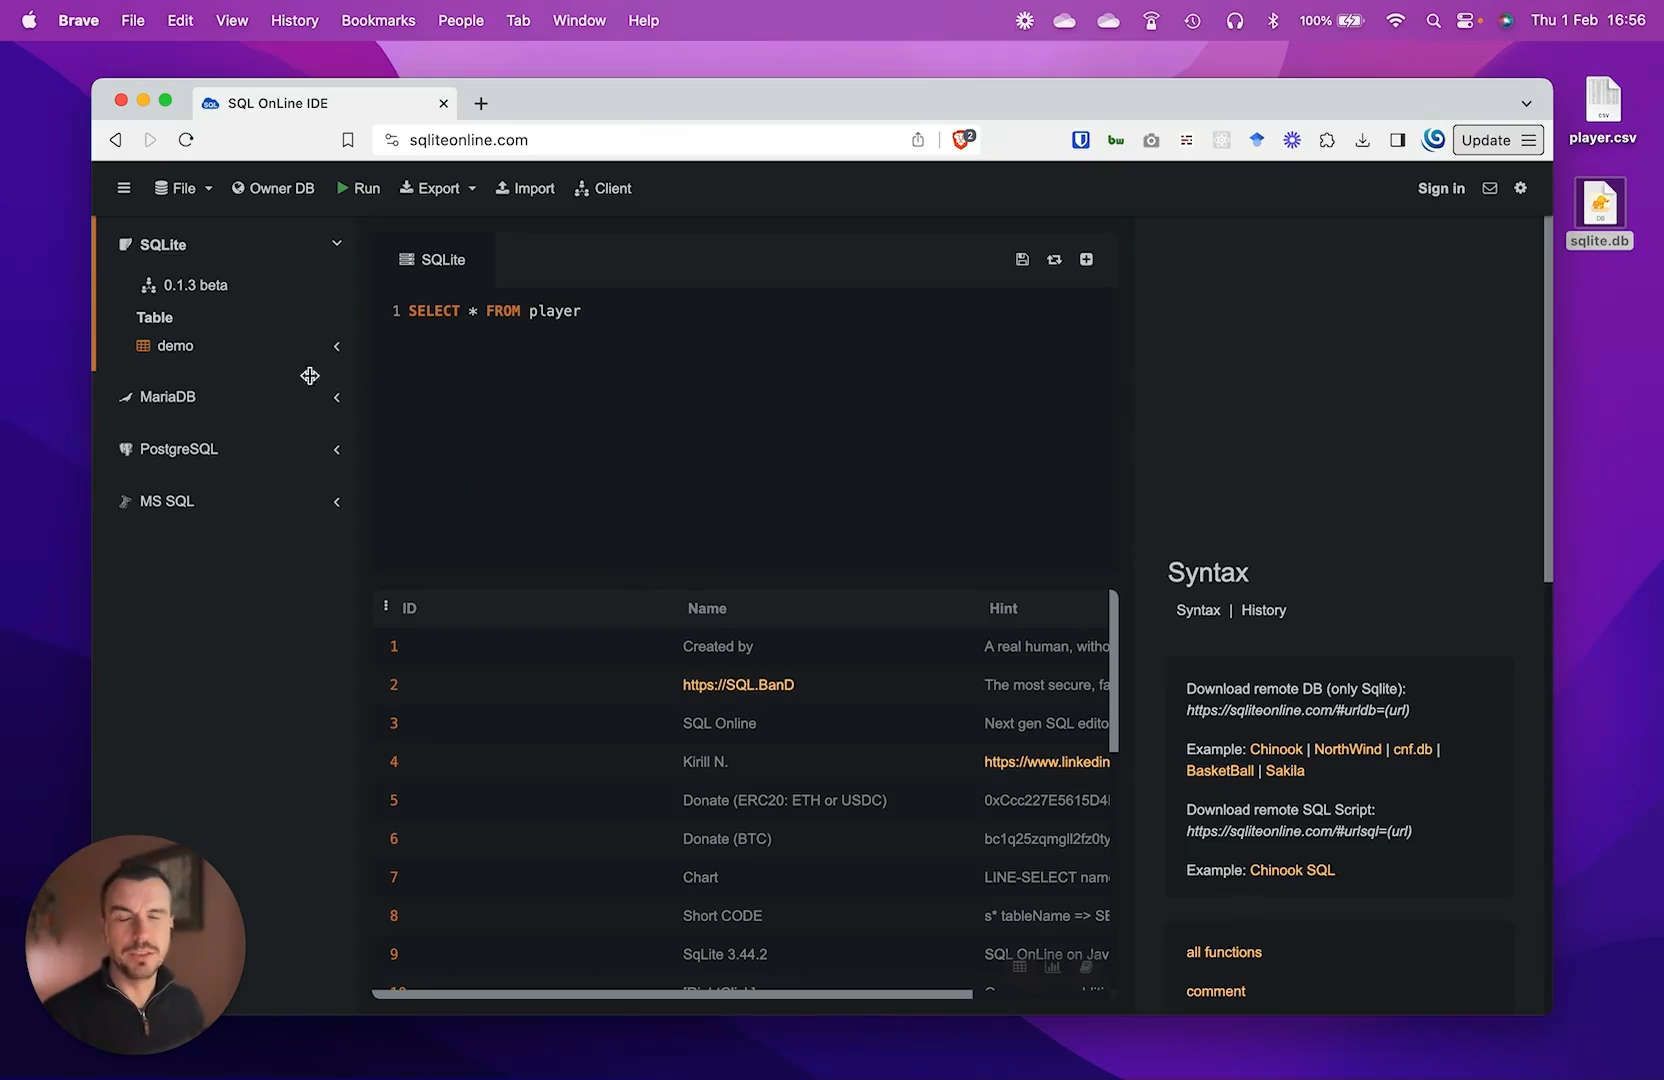 Brave File Edit View History Bookmarks People Tab Window Help 100% Thu 1 Feb 16:56
SQL OnLine IDE
sqliteonline.com 2 bw Update
player.csv
File Owner DB Run Export Import Client Sign in
sqlite.db
SQLite
0.1.3 beta
Table
demo
MariaDB
PostgreSQL
MS SQL
SQLite
1 SELECT * FROM player
ID Name Hint
1 Created by A real human, witho
2 https://SQL.BanD The most secure, fa
3 SQL Online Next gen SQL edito
4 Kirill N. https://www.linkedin
5 Donate (ERC20: ETH or USDC) 0xCcc227E5615D4
6 Donate (BTC) bc1q25zqmgll2fz0ty
7 Chart LINE-SELECT nam
8 Short CODE s* tableName => SE
9 SqLite 3.44.2 SQL OnLine on Jav
Syntax
Syntax | History
Download remote DB (only Sqlite):
https://sqliteonline.com/#urldb=(url)
Example: Chinook | NorthWind | cnf.db |
BasketBall | Sakila
Download remote SQL Script:
https://sqliteonline.com/#urlsql=(url)
Example: Chinook SQL
all functions
comment